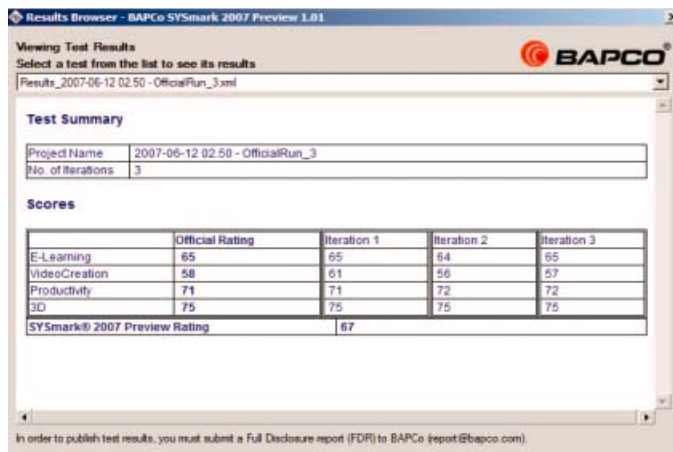 Results Browser - BAPCo SYSmark 2007 Preview 1.01
Viewing Test Results
Select a test from the list to see its results
BAPCO®
Results_2007-06-12 02.50 - OfficialRun_3.xml
Test Summary
Project Name 2007-06-12 02.50 - OfficialRun_3
No. of Iterations 3
Scores
Official Rating Iteration 1 Iteration 2 Iteration 3
E-Learning 65 65 64 65
VideoCreation 58 61 56 57
Productivity 71 71 72 72
3D 75 75 75 75
SYSmark® 2007 Preview Rating 67
In order to publish test results, you must submit a Full Disclosure report (FDR) to BAPCo (report@bapco.com).